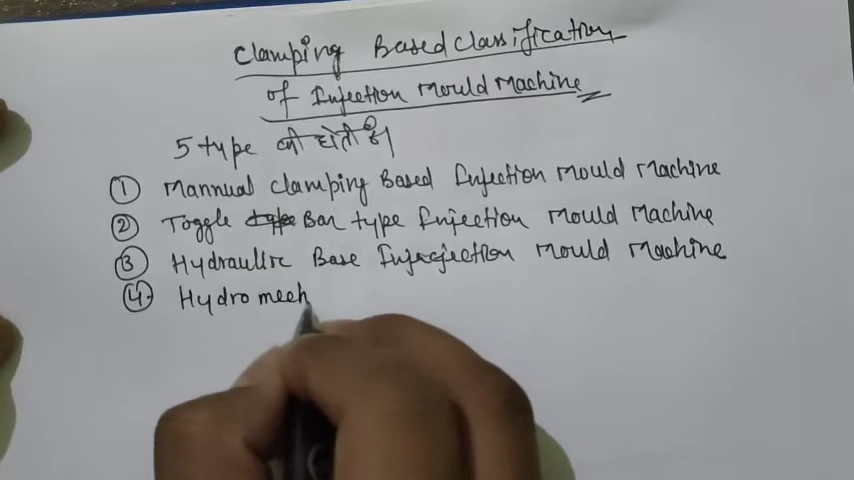 Clamping Based Classification
of Injection Mould Machine
5 type की होती है।
① Mannual Clamping Based Injection Mould Machine
② Toggle Bar type Injection Mould Machine
③ Hydraulic Base Injection Mould Machine
④ Hydro mech